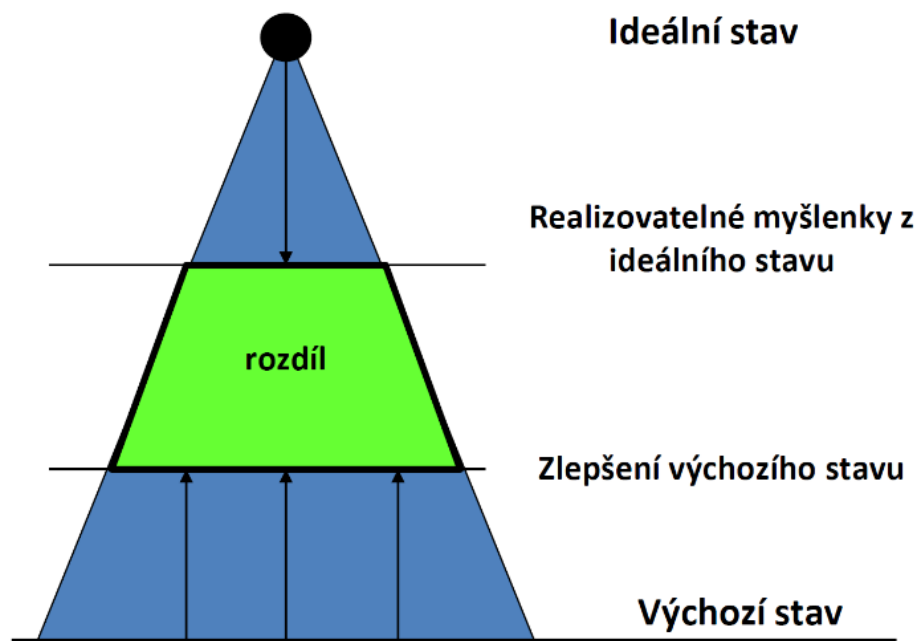 Ideální stav
Realizovatelné myšlenky z
ideálního stavu
rozdíl
Zlepšení výchozího stavu
Výchozí stav